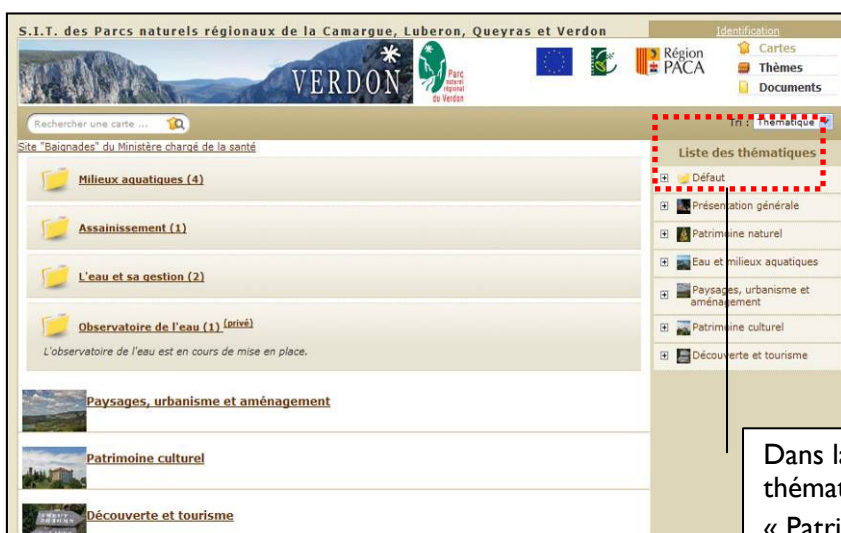 S.I.T. des Parcs naturels régionaux de la Camargue, Luberon, Queyras et Verdon
Identification
VERDON
Parc
naturel
régional
du Verdon
Région
PACA
Cartes
Thèmes
Documents
Rechercher une carte ...
Tri : Thématique
Site "Baignades" du Ministère chargé de la santé
Milieux aquatiques (4)
Assainissement (1)
L'eau et sa gestion (2)
Observatoire de l'eau (1) (privé)
L'observatoire de l'eau est en cours de mise en place.
Paysages, urbanisme et aménagement
Patrimoine culturel
Découverte et tourisme
Liste des thématiques
Défaut
Présentation générale
Patrimoine naturel
Eau et milieux aquatiques
Paysages, urbanisme et
aménagement
Patrimoine culturel
Découverte et tourisme
Dans la
thémat
« Patri